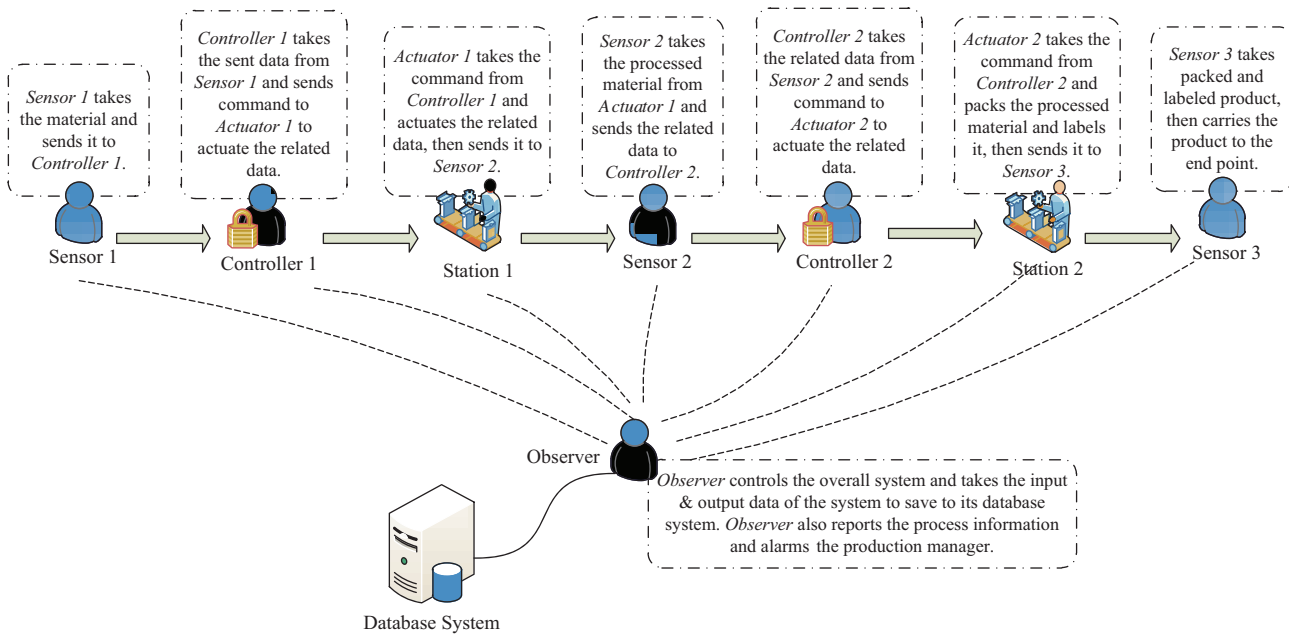 Sensor 1 takes
the material and
sends it to
Controller 1.
Controller 1 takes
the sent data from
Sensor 1 and sends
command to
Actuator 1 to
actuate the related
data.
Actuator 1 takes the
command from
Controller 1 and
actuates the related
data, then sends it to
Sensor 2.
Sensor 2 takes
the processed
material from
Actuator 1 and
sends the related
data to
Controller 2.
Controller 2 takes
the related data from
Sensor 2 and sends
command to
Actuator 2 to
actuate the related
data.
Actuator 2 takes the
command from
Controller 2 and
packs the processed
material and labels
it, then sends it to
Sensor 3.
Sensor 3 takes
packed and
labeled product,
then carries the
product to the
end point.
Sensor 1
Controller 1
Station 1
Sensor 2
Controller 2
Station 2
Sensor 3
Observer
Observer controls the overall system and takes the input
& output data of the system to save to its database
system. Observer also reports the process information
and alarms the production manager.
Database System